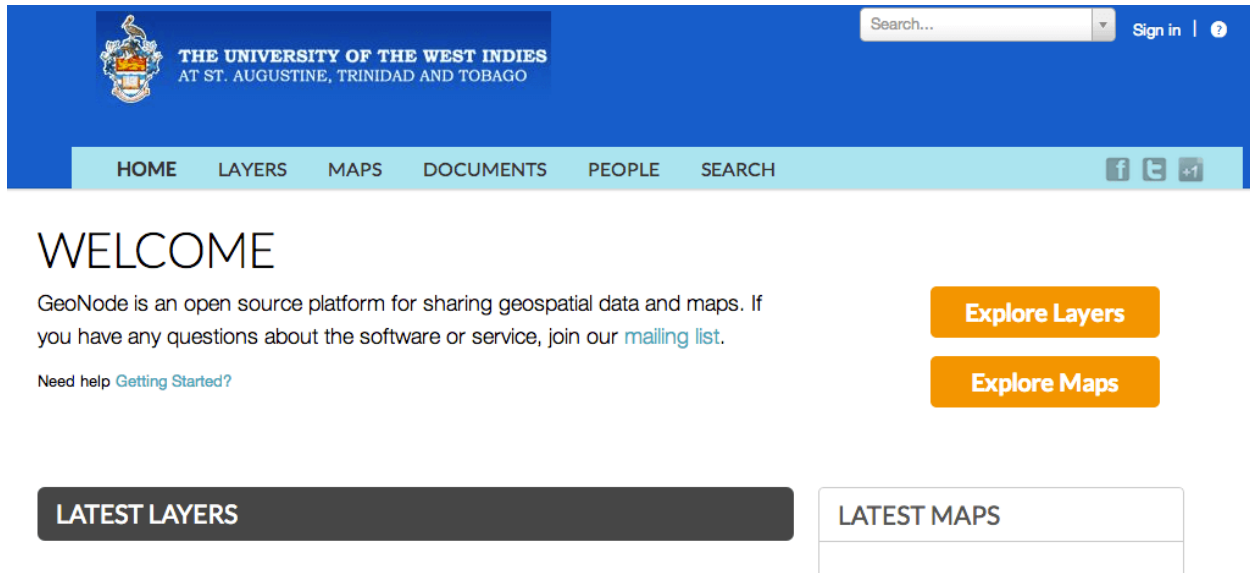 THE UNIVERSITY OF THE WEST INDIES
AT ST. AUGUSTINE, TRINIDAD AND TOBAGO
Search...
Sign in | ?
HOME LAYERS MAPS DOCUMENTS PEOPLE SEARCH
f t +1
WELCOME
GeoNode is an open source platform for sharing geospatial data and maps. If
you have any questions about the software or service, join our mailing list.
Need help Getting Started?
Explore Layers
Explore Maps
LATEST LAYERS
LATEST MAPS